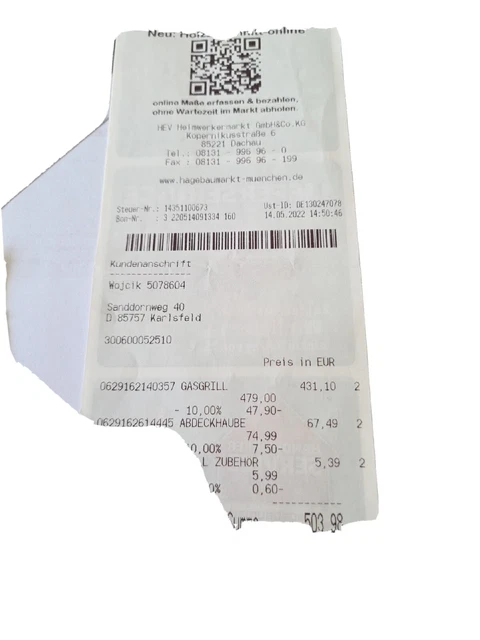 online Maße erfassen & bezahlen,
ohne Wartezeit im Markt abholen.
HEV Heimwerkermarkt GmbH&Co.KG
Kopernikusstraße 6
85221 Dachau
Tel.: 08131 - 996 96 - 0
Fax : 08131 - 996 96 - 199
www.hagebaumarkt-muenchen.de
Steuer-Nr.: 14351100673 Ust-ID: DE130247078
Bon-Nr. : 3 220514091334 160 14.05.2022 14:50:46
Kundenanschrift
Wojcik 5078604
Sanddornweg 40
D 85757 Karlsfeld
300600052510
Preis in EUR
0629162140357 GASGRILL 431,10 2
479,00
- 10,00% 47,90-
0629162614445 ABDECKHAUBE 67,49 2
74,99
0,00% 7,50-
L ZUBEHÖR 5,39 2
5,99
0% 0,60-
503,98